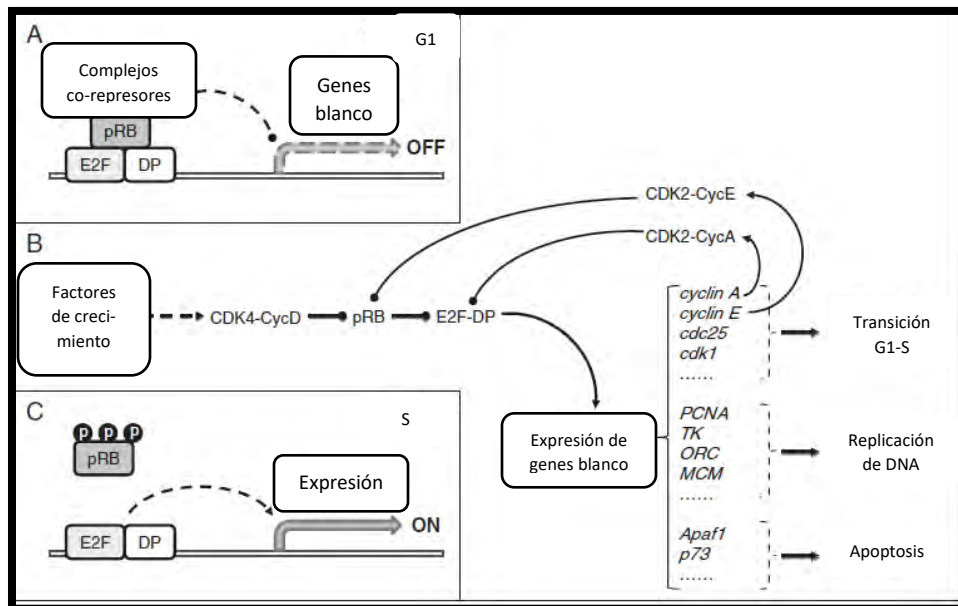 A
G1
Complejos
co-represores
Genes
blanco
pRB
E2F
DP
OFF
B
Factores
de creci-
miento
CDK4-CycD
pRB
E2F-DP
CDK2-CycE
CDK2-CycA
cyclin A
cyclin E
cdc25
cdk1
......
Transición
G1-S
Expresión de
genes blanco
PCNA
TK
ORC
MCM
......
Replicación
de DNA
Apaf1
p73
......
Apoptosis
C
S
P P P
pRB
Expresión
E2F
DP
ON